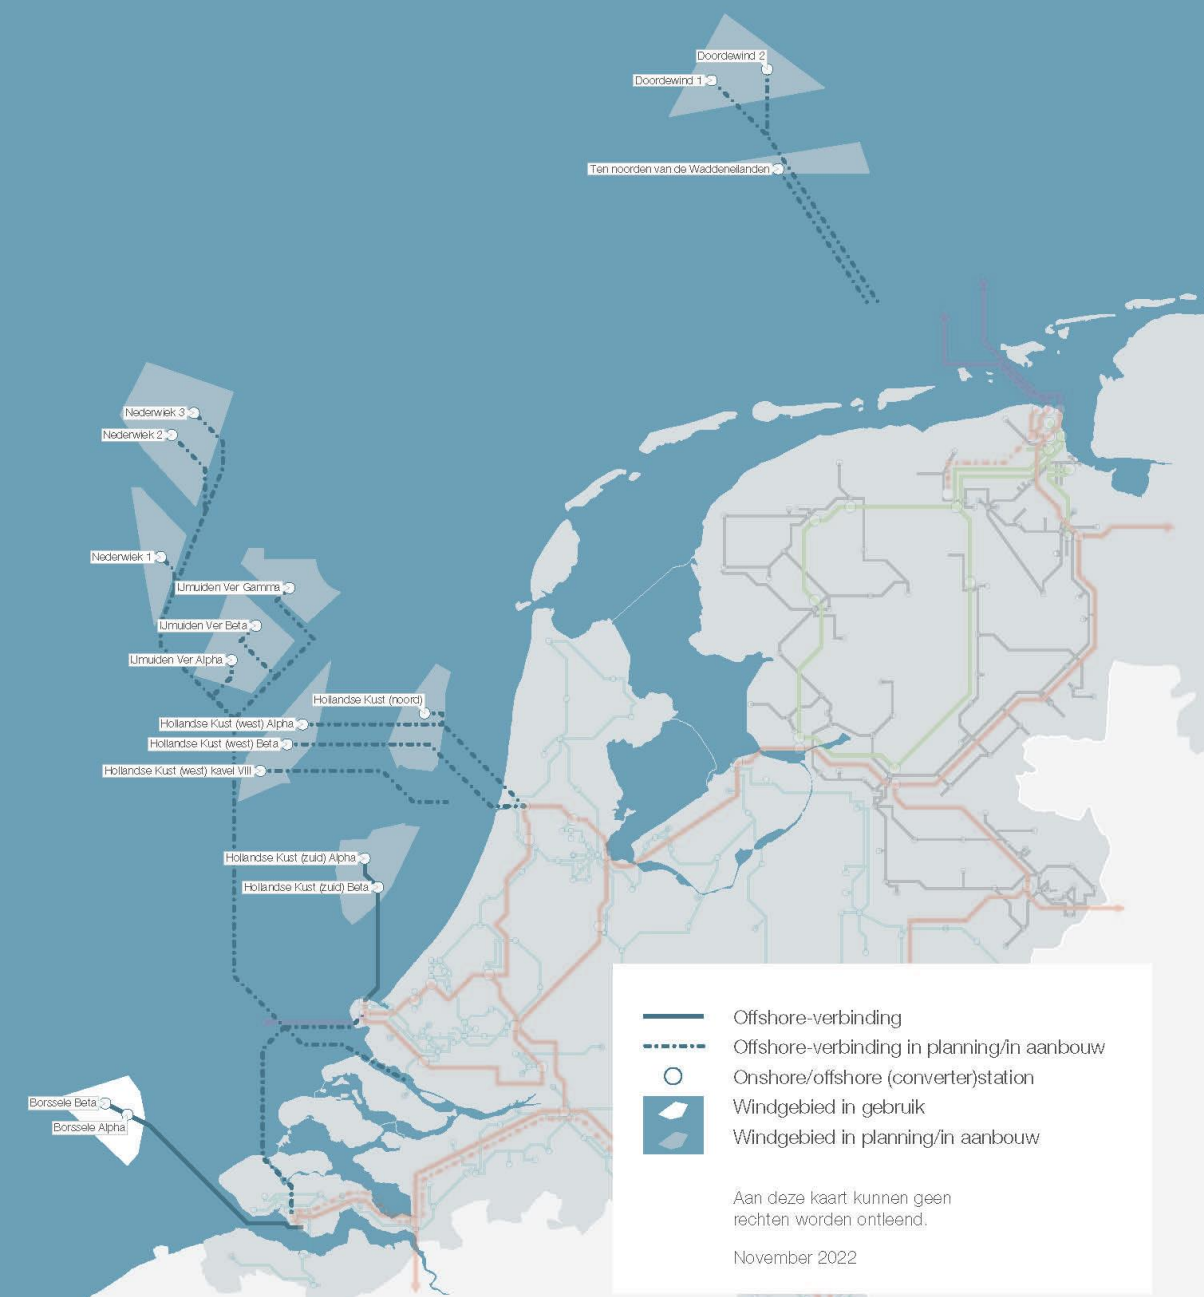 Doordewind 2
Doordewind 1
Ten noorden van de Waddeneilanden
Nederwiek 3
Nederwiek 2
Nederwiek 1
IJmuiden Ver Gamma
IJmuiden Ver Beta
IJmuiden Ver Alpha
Hollandse Kust (noord)
Hollandse Kust (west) Alpha
Hollandse Kust (west) Beta
Hollandse Kust (west) kavel VIII
Hollandse Kust (zuid) Alpha
Hollandse Kust (zuid) Beta
Borssele Beta
Borssele Alpha
Offshore-verbinding
Offshore-verbinding in planning/in aanbouw
Onshore/offshore (converter)station
Windgebied in gebruik
Windgebied in planning/in aanbouw
Aan deze kaart kunnen geen
rechten worden ontleend.
November 2022